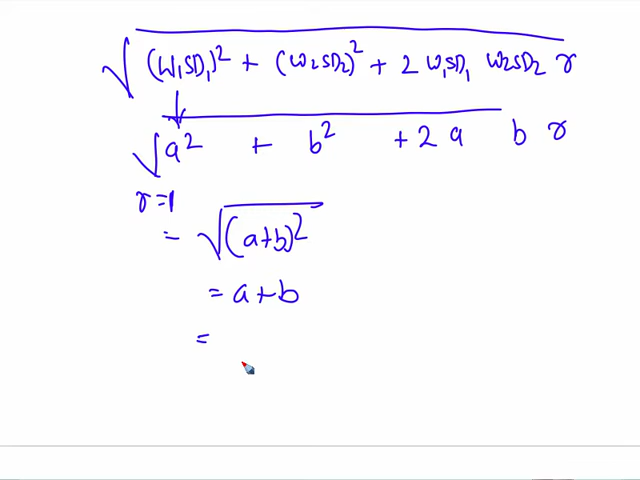 √(W₁SD₁)² + (W₂SD₂)² + 2 W₁SD₁ W₂SD₂ r
√a² + b² + 2 a b r
r=1
= √(a+b)²
= a+b
=